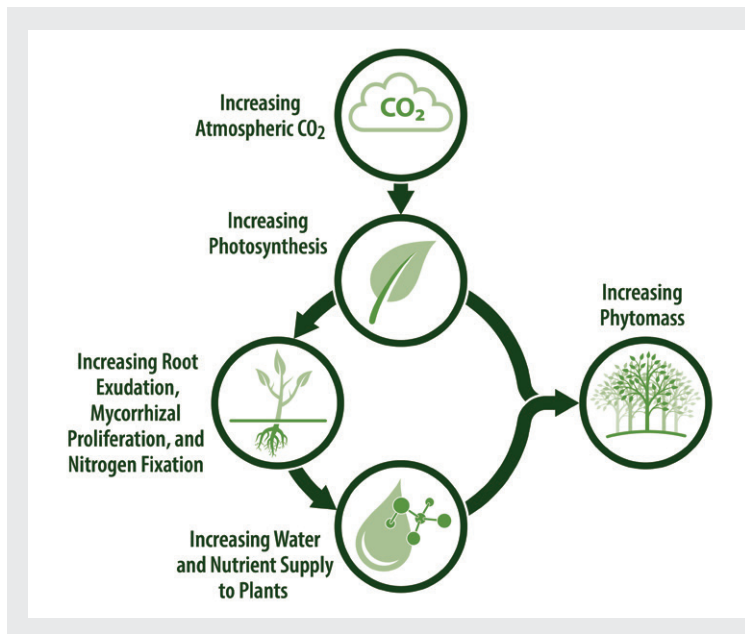 Increasing
Atmospheric CO₂
CO₂
Increasing
Photosynthesis
Increasing
Phytomass
Increasing Root
Exudation,
Mycorrhizal
Proliferation, and
Nitrogen Fixation
Increasing Water
and Nutrient Supply
to Plants